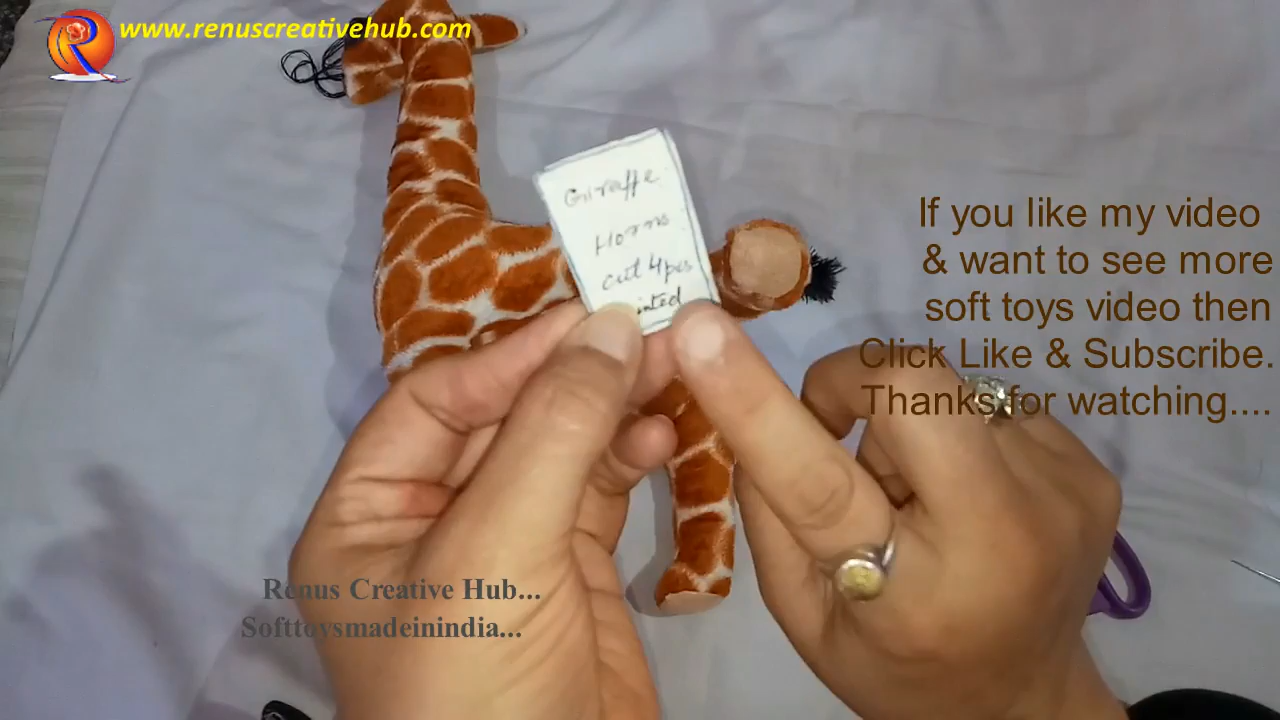 www.renuscreativehub.com
Giraffe
Horns
cut 4pcs
If you like my video
& want to see more
soft toys video then
Click Like & Subscribe.
Thanks for watching....
Renus Creative Hub...
Softtoysmadeinindia...